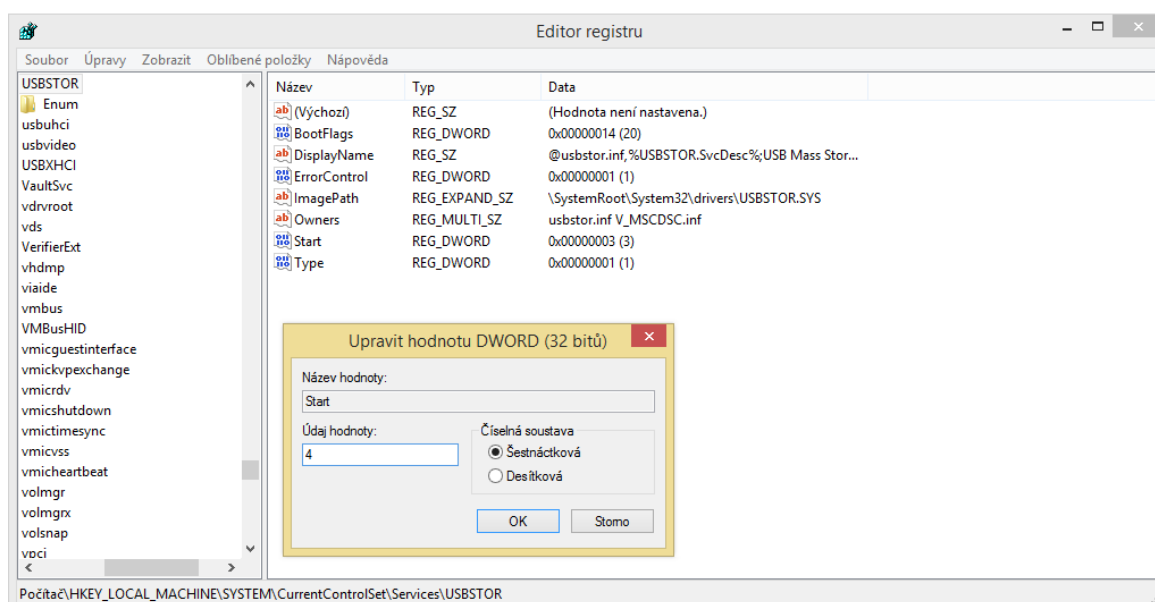 Editor registru
Soubor Úpravy Zobrazit Oblíbené položky Nápověda
USBSTOR
Enum
usbuhci
usbvideo
USBXHCI
VaultSvc
vdrvroot
vds
VerifierExt
vhdmp
viaide
vmbus
VMBusHID
vmicguestinterface
vmickvpexchange
vmicrdv
vmicshutdown
vmictimesync
vmicvss
vmicheartbeat
volmgr
volmgrx
volsnap
vpci
Název Typ Data
(Výchozí) REG_SZ (Hodnota není nastavena.)
BootFlags REG_DWORD 0x00000014 (20)
DisplayName REG_SZ @usbstor.inf,%USBSTOR.SvcDesc%;USB Mass Stor...
ErrorControl REG_DWORD 0x00000001 (1)
ImagePath REG_EXPAND_SZ \SystemRoot\System32\drivers\USBSTOR.SYS
Owners REG_MULTI_SZ usbstor.inf V_MSCDSC.inf
Start REG_DWORD 0x00000003 (3)
Type REG_DWORD 0x00000001 (1)
Upravit hodnotu DWORD (32 bitů)
Název hodnoty:
Start
Údaj hodnoty:
4
Číselná soustava
Šestnáctková
Desítková
OK Storno
Počítač\HKEY_LOCAL_MACHINE\SYSTEM\CurrentControlSet\Services\USBSTOR